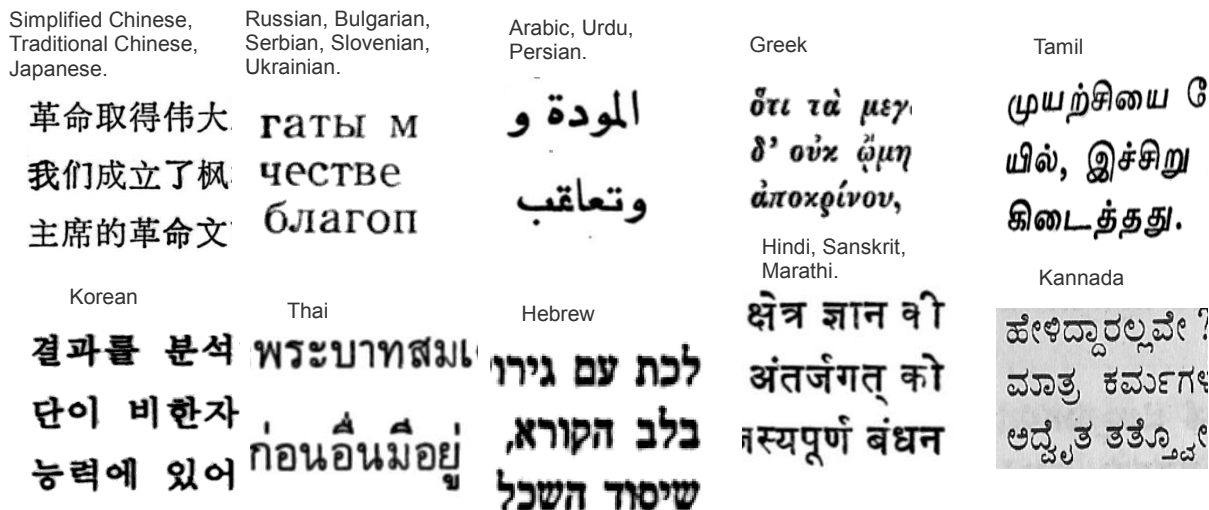 Simplified Chinese,
Traditional Chinese,
Japanese.
革命取得伟大
我们成立了枫
主席的革命文
Russian, Bulgarian,
Serbian, Slovenian,
Ukrainian.
гаты м
честве
благоп
Arabic, Urdu,
Persian.
المودة و
وتعاقب
Greek
ὅτι τὰ μεγ
δ' οὐκ ᾤμη
ἀποκρίνου,
Tamil
முயற்சியை
யில், இச்சிறு
கிடைத்தது.
Korean
결과를 분석
단이 비한자
능력에 있어
Thai
พระบาทสม
ก่อนอื่นมีอยู่
Hebrew
לכת עם גירו
בלב הקורא,
שיסוד השכל
Hindi, Sanskrit,
Marathi.
क्षेत्र ज्ञान की
अंतर्जगत् को
स्यपूर्ण बंधन
Kannada
ಹೇಳಿದ್ದಾರಲ್ಲವೇ ?
ಮಾತ್ರ ಕರ್ಮಗಳ
ಅದ್ವೈತ ತತ್ತ್ವ